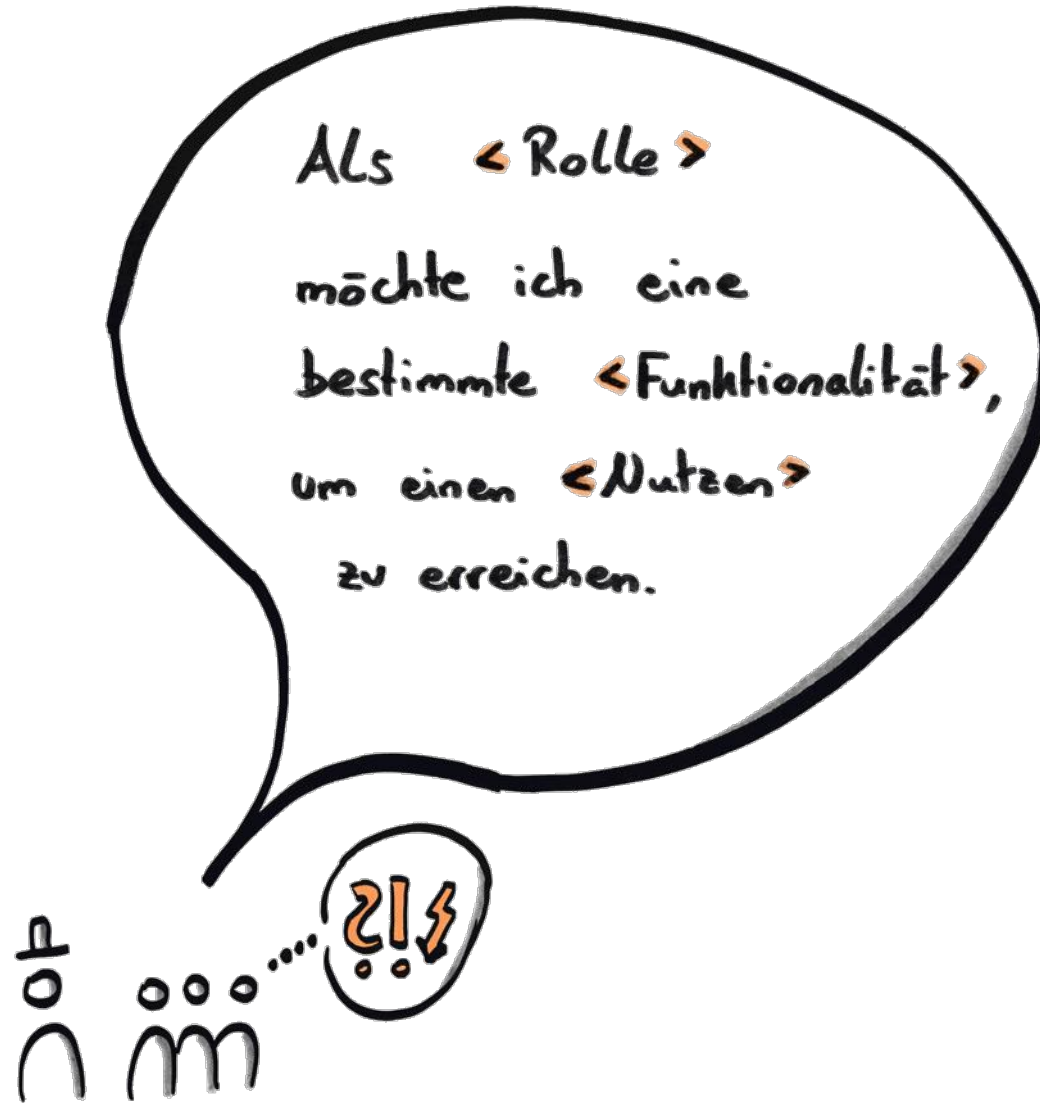 Als <Rolle>
möchte ich eine
bestimmte <Funktionalität>,
um einen <Nutzen>
zu erreichen.
?!